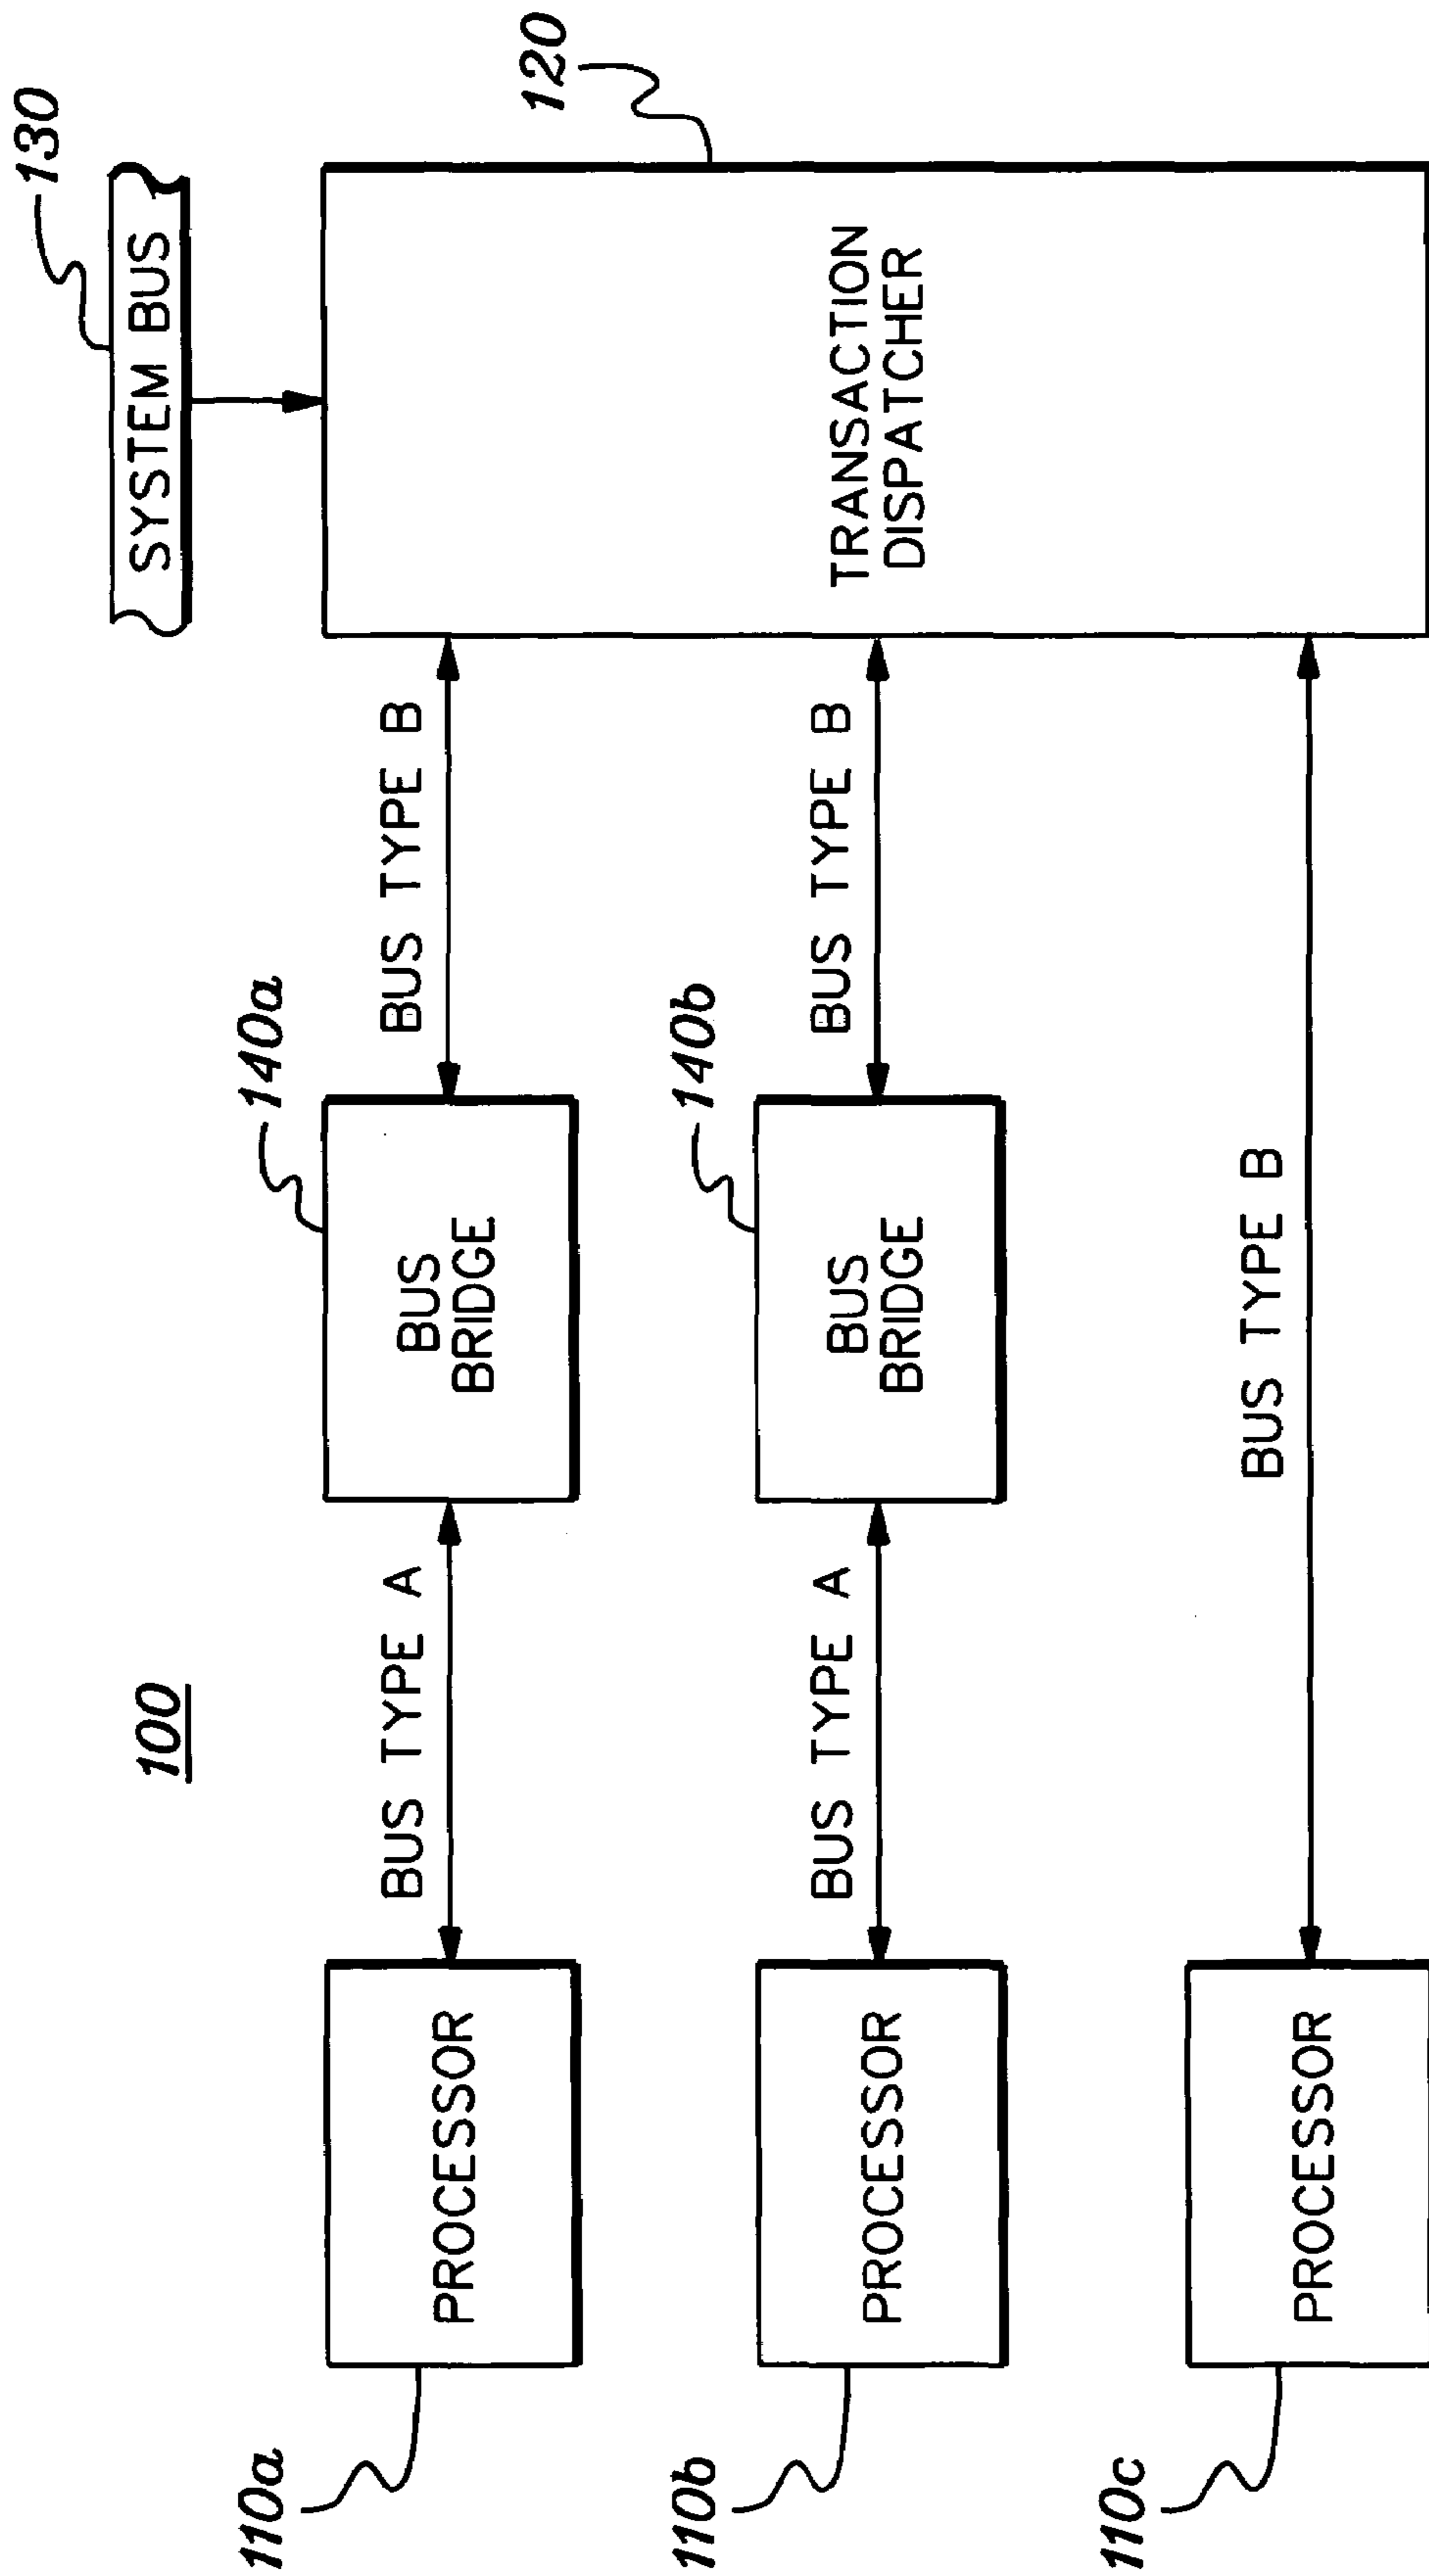 100
130
SYSTEM BUS
120
110a
PROCESSOR
BUS TYPE A
140a
BUS
BRIDGE
BUS TYPE B
TRANSACTION
DISPATCHER
110b
PROCESSOR
BUS TYPE A
140b
BUS
BRIDGE
BUS TYPE B
110c
PROCESSOR
BUS TYPE B